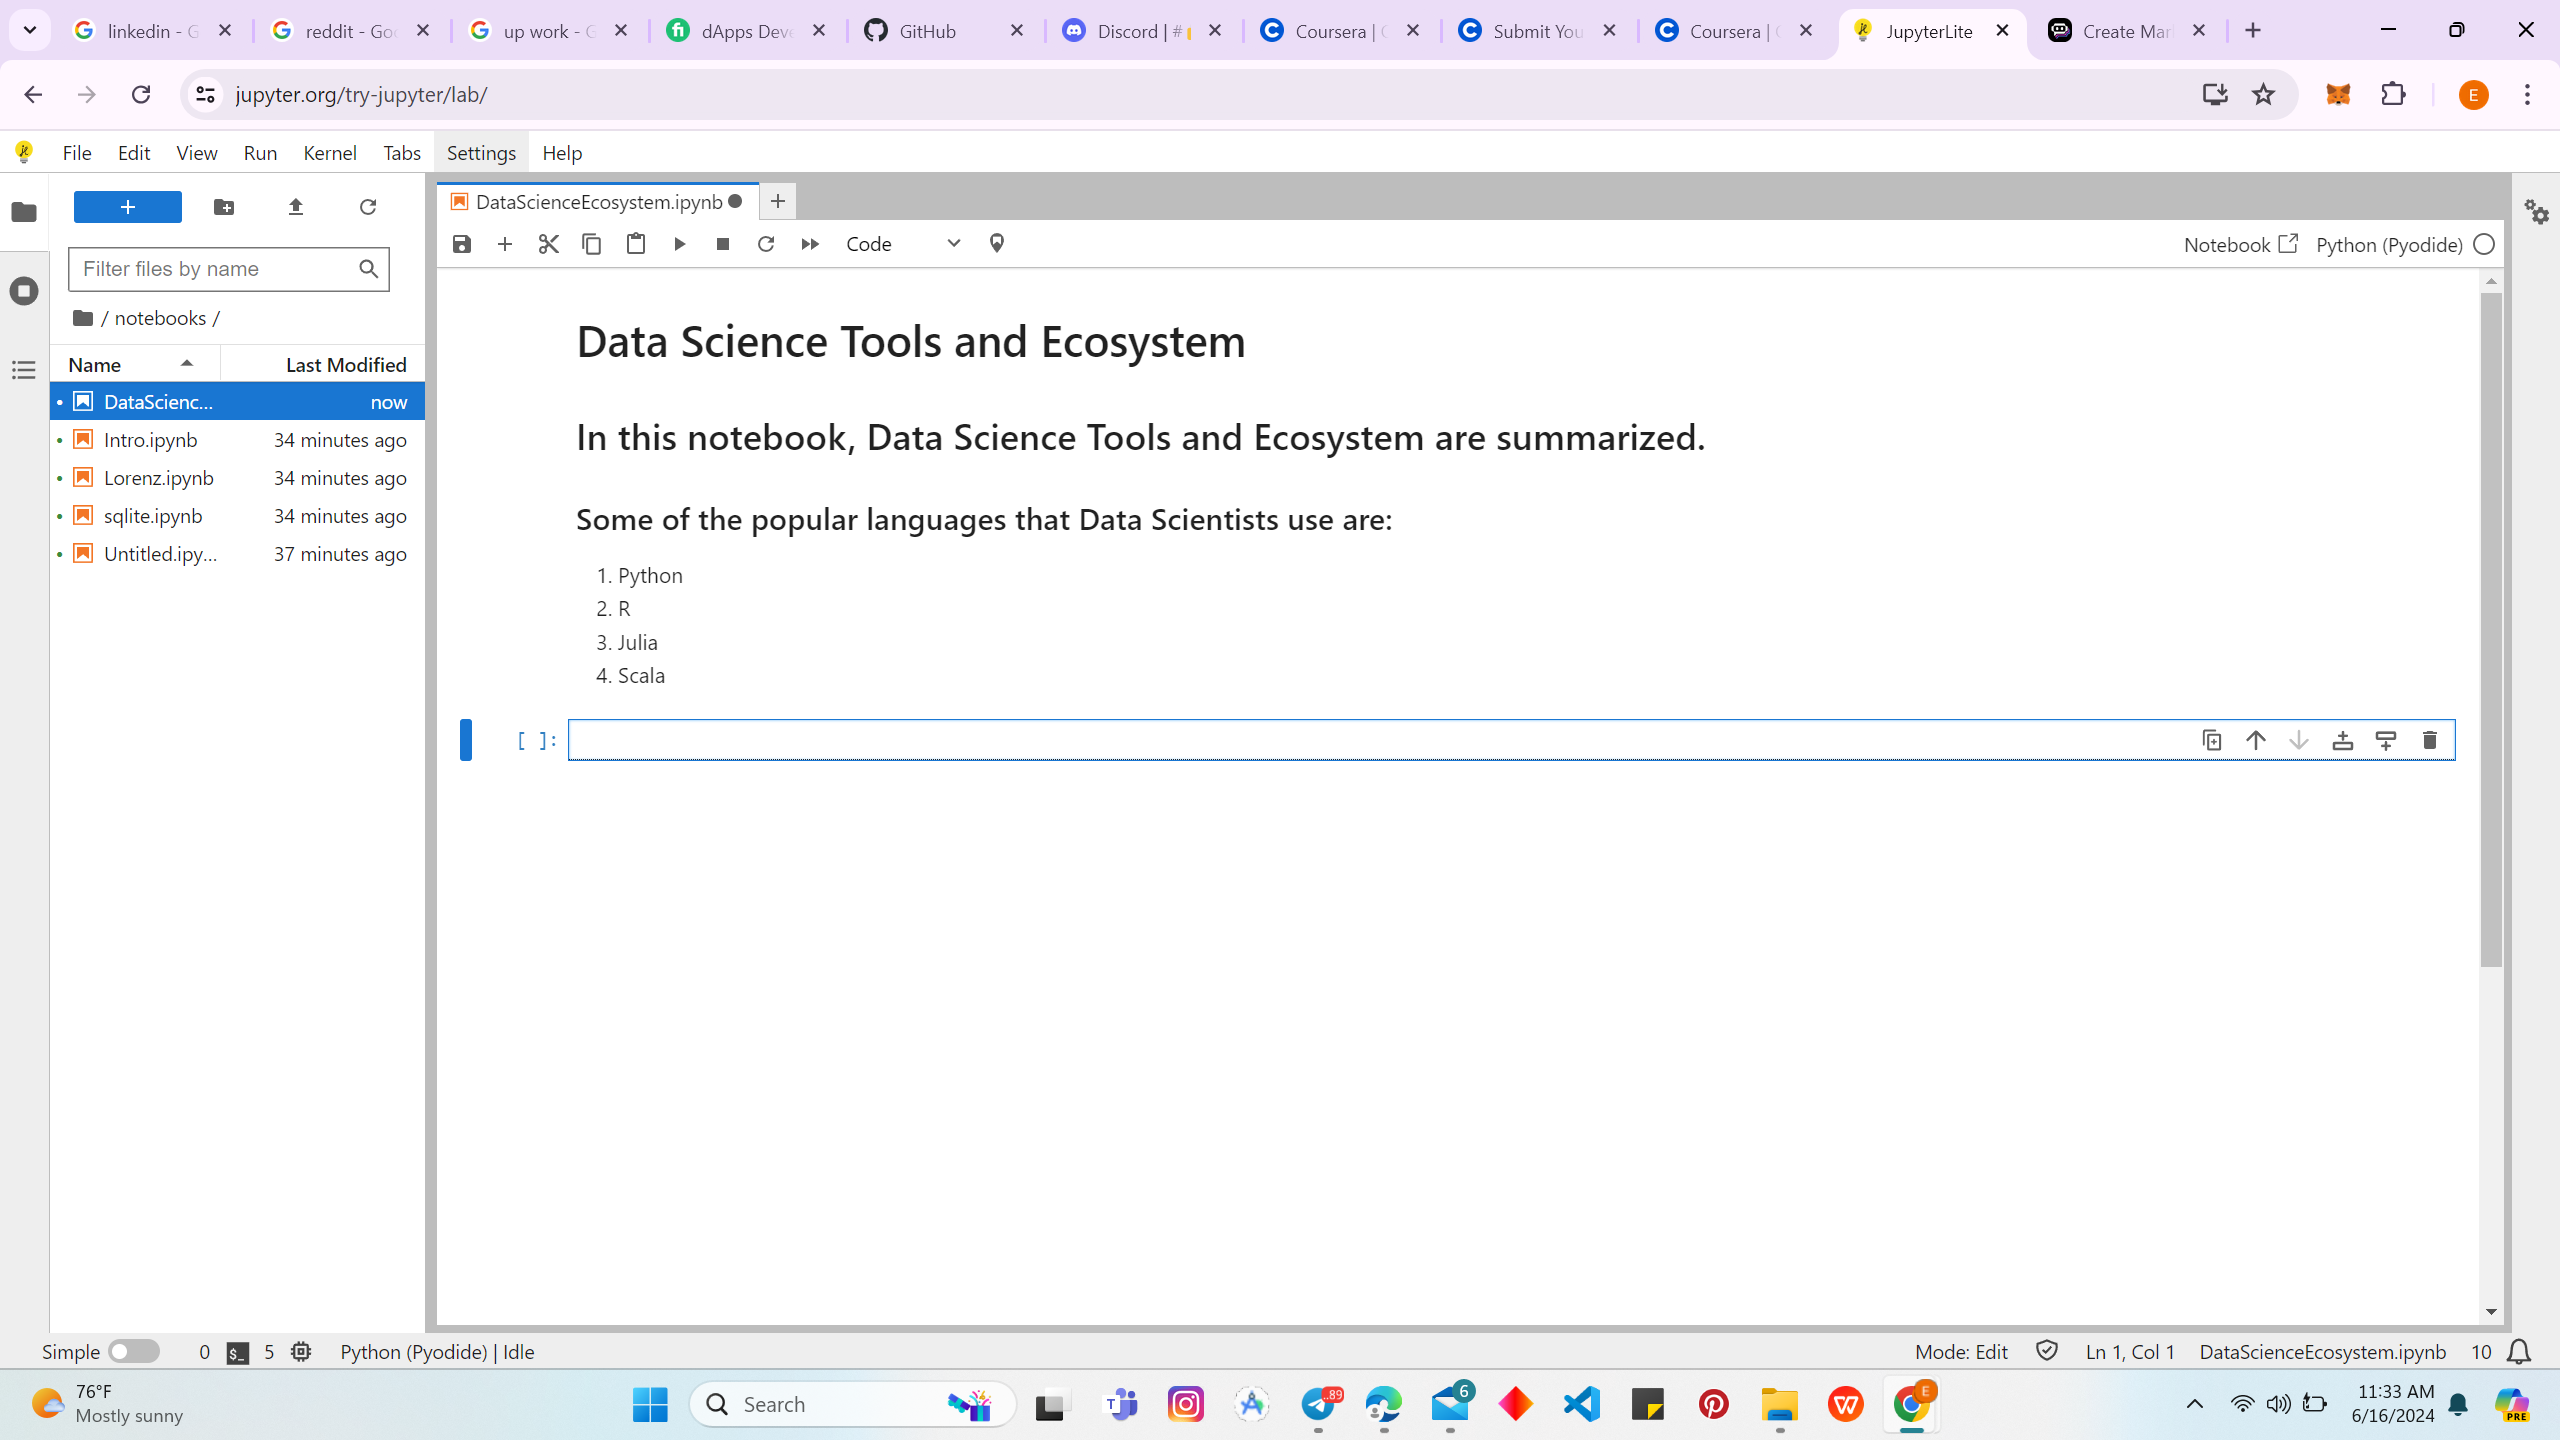 linkedin - G
reddit - Goo
up work - G
dApps Deve
GitHub
Discord | #
Coursera | C
Submit You
Coursera | C
JupyterLite
Create Mar
jupyter.org/try-jupyter/lab/
E
File Edit View Run Kernel Tabs Settings Help
DataScienceEcosystem.ipynb
Filter files by name
Code
Notebook
Python (Pyodide)
/ notebooks /
Name Last Modified
DataScienc... now
Intro.ipynb 34 minutes ago
Lorenz.ipynb 34 minutes ago
sqlite.ipynb 34 minutes ago
Untitled.ipy... 37 minutes ago
Data Science Tools and Ecosystem
In this notebook, Data Science Tools and Ecosystem are summarized.
Some of the popular languages that Data Scientists use are:
1. Python
2. R
3. Julia
4. Scala
[ ]:
Simple 0 $_ 5 Python (Pyodide) | Idle
Mode: Edit Ln 1, Col 1 DataScienceEcosystem.ipynb 10
76°F
Mostly sunny
Search
..89
6
E
11:33 AM
6/16/2024
PRE